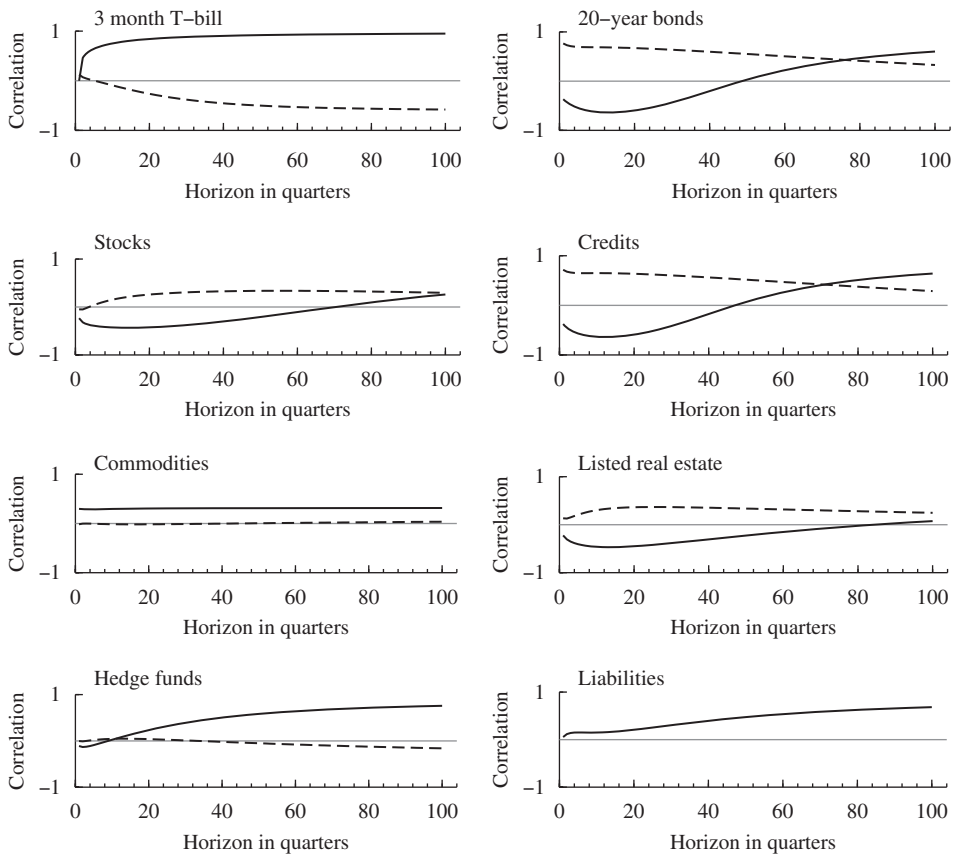 3 month T-bill
1
Correlation
−1
0 20 40 60 80 100
Horizon in quarters
20−year bonds
1
Correlation
−1
0 20 40 60 80 100
Horizon in quarters
Stocks
1
Correlation
−1
0 20 40 60 80 100
Horizon in quarters
Credits
1
Correlation
−1
0 20 40 60 80 100
Horizon in quarters
Commodities
1
Correlation
−1
0 20 40 60 80 100
Horizon in quarters
Listed real estate
1
Correlation
−1
0 20 40 60 80 100
Horizon in quarters
Hedge funds
1
Correlation
−1
0 20 40 60 80 100
Horizon in quarters
Liabilities
1
Correlation
−1
0 20 40 60 80 100
Horizon in quarters